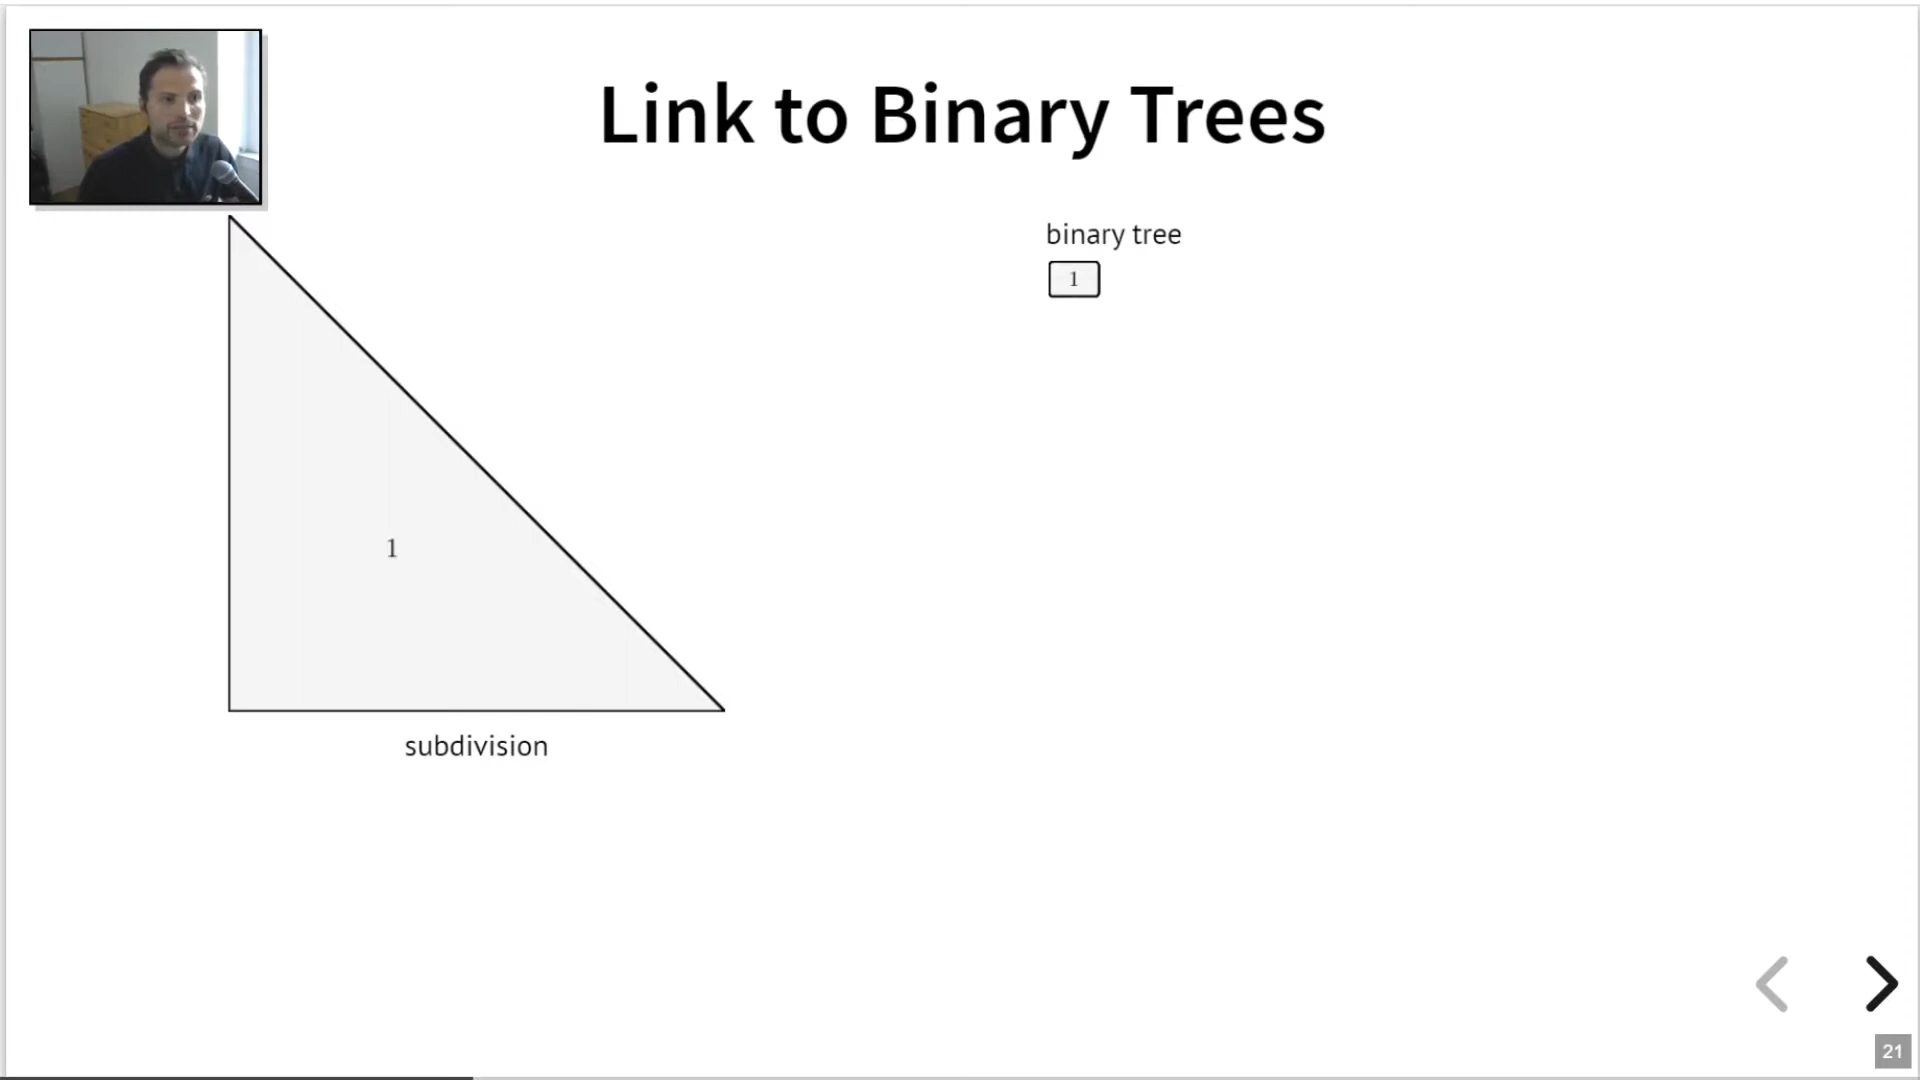 Link to Binary Trees
binary tree
1
1
subdivision
21